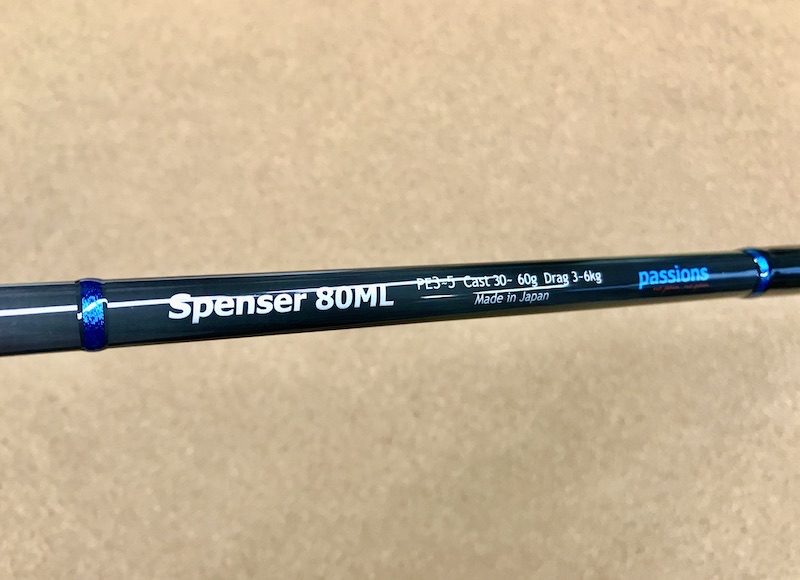 Spenser 80ML
PE3~5 Cast 30~ 60g Drag 3-6kg
Made in Japan
passions